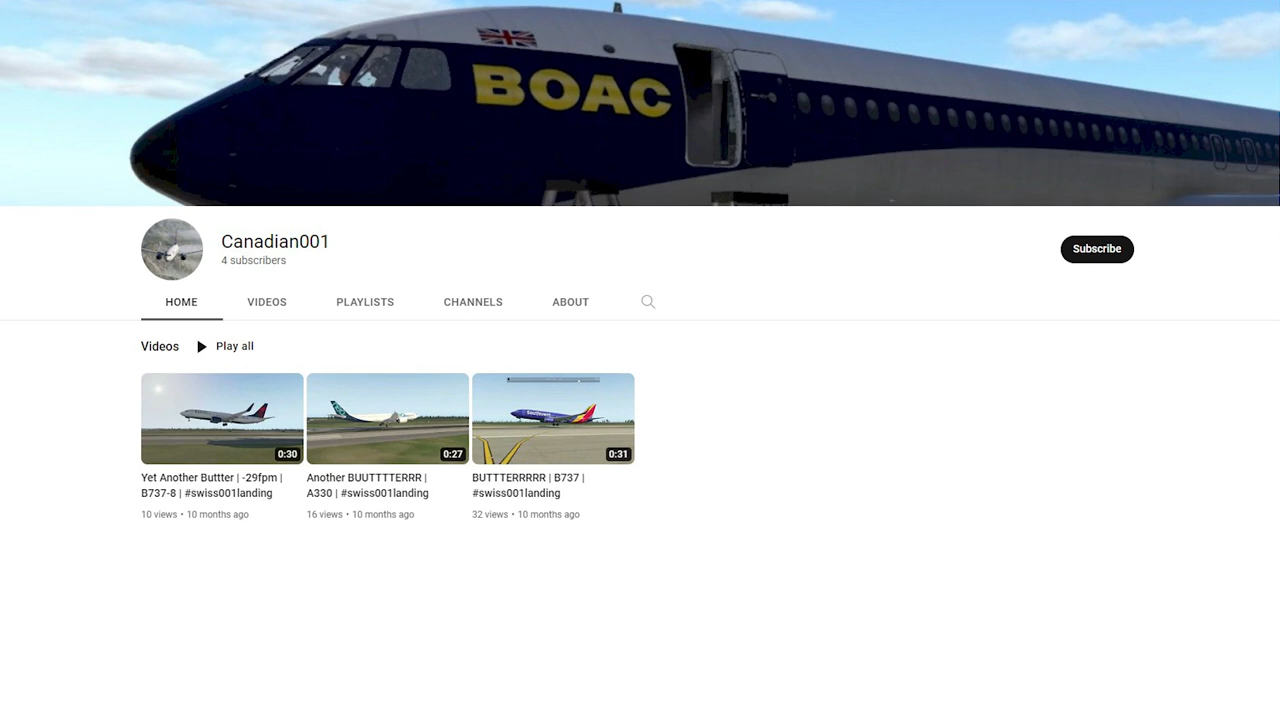 BOAC
Canadian001
4 subscribers
Subscribe
HOME VIDEOS PLAYLISTS CHANNELS ABOUT
Videos Play all
0:30 0:27 0:31
Yet Another Buttter | -29fpm |
B737-8 | #swiss001landing
10 views • 10 months ago
Another BUUTTTTERRR |
A330 | #swiss001landing
16 views • 10 months ago
BUTTTERRRRR | B737 |
#swiss001landing
32 views • 10 months ago